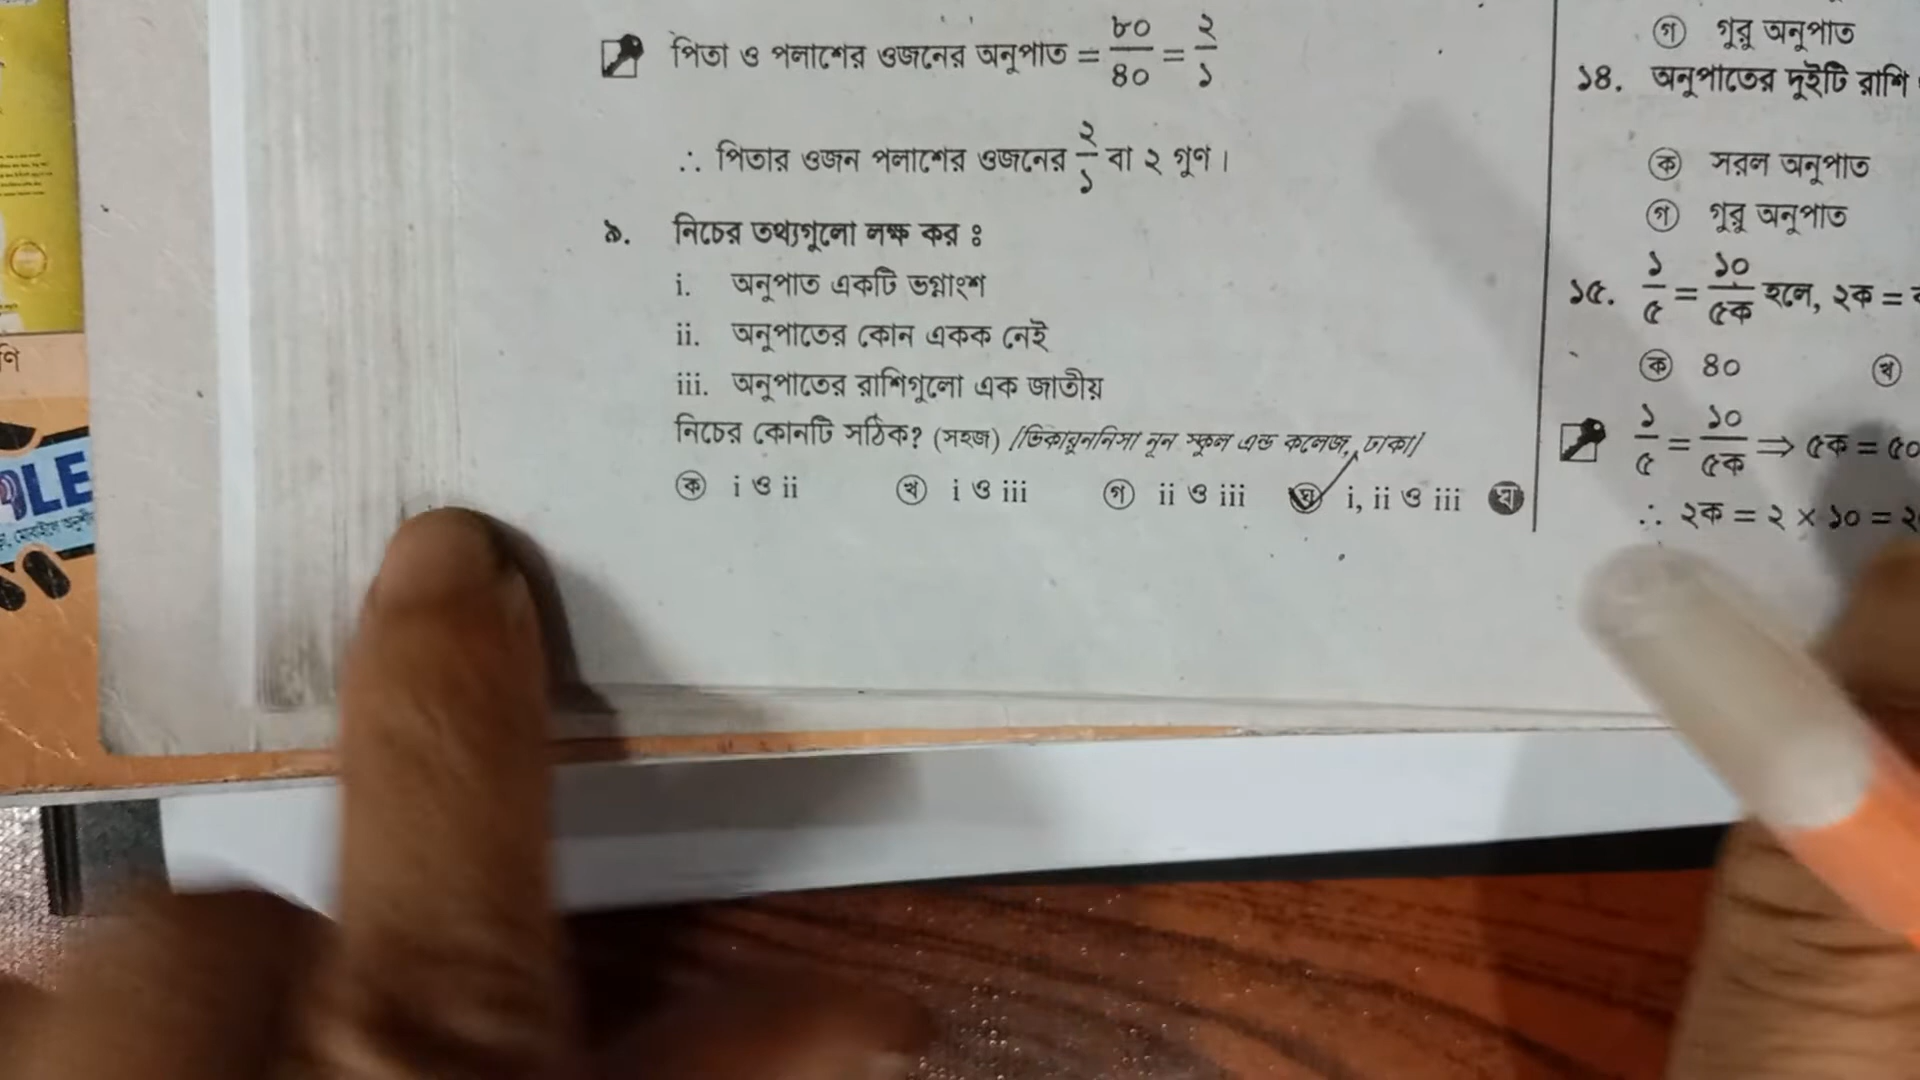 পিতা ও পলাশের ওজনের অনুপাত = ৮০/৪০ = ২/১
∴ পিতার ওজন পলাশের ওজনের ২/১ বা ২ গুণ।
৯. নিচের তথ্যগুলো লক্ষ কর ঃ
i. অনুপাত একটি ভগ্নাংশ
ii. অনুপাতের কোন একক নেই
iii. অনুপাতের রাশিগুলো এক জাতীয়
নিচের কোনটি সঠিক? (সহজ) /ভিকারুননিসা নূন স্কুল এন্ড কলেজ, ঢাকা/
ক i ও ii খ i ও iii গ ii ও iii ঘ i, ii ও iii ঘ
গ গুরু অনুপাত
১৪. অনুপাতের দুইটি রাশি
ক সরল অনুপাত
গ গুরু অনুপাত
১৫. ১/৫ = ১০/৫ক হলে, ২ক =
ক ৪০ খ
১/৫ = ১০/৫ক ⇒ ৫ক = ৫০
∴ ২ক = ২ × ১০ = ২